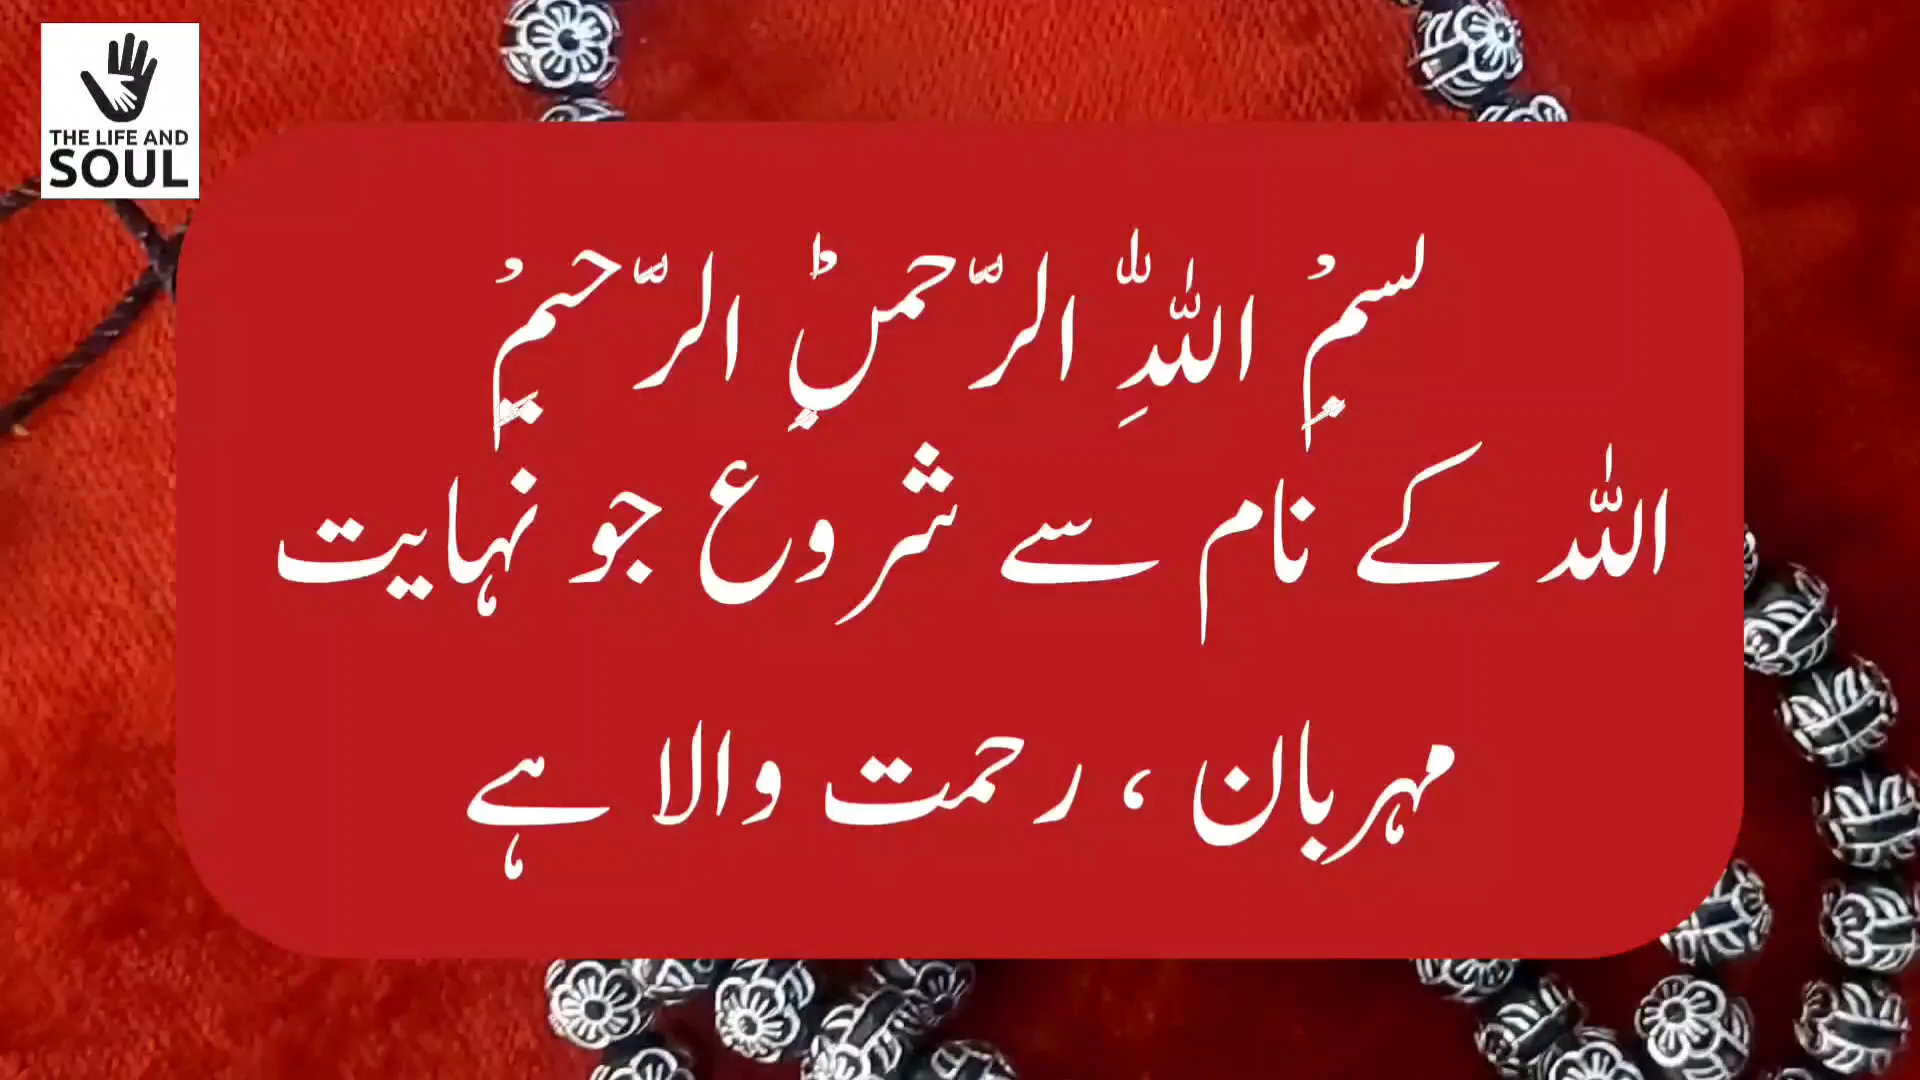 THE LIFE AND
SOUL
بسمِ اللہِ الرّحمٰن الرّحیم
اللہ کے نام سے شروع جو نہایت
مہربان ، رحمت والا ہے